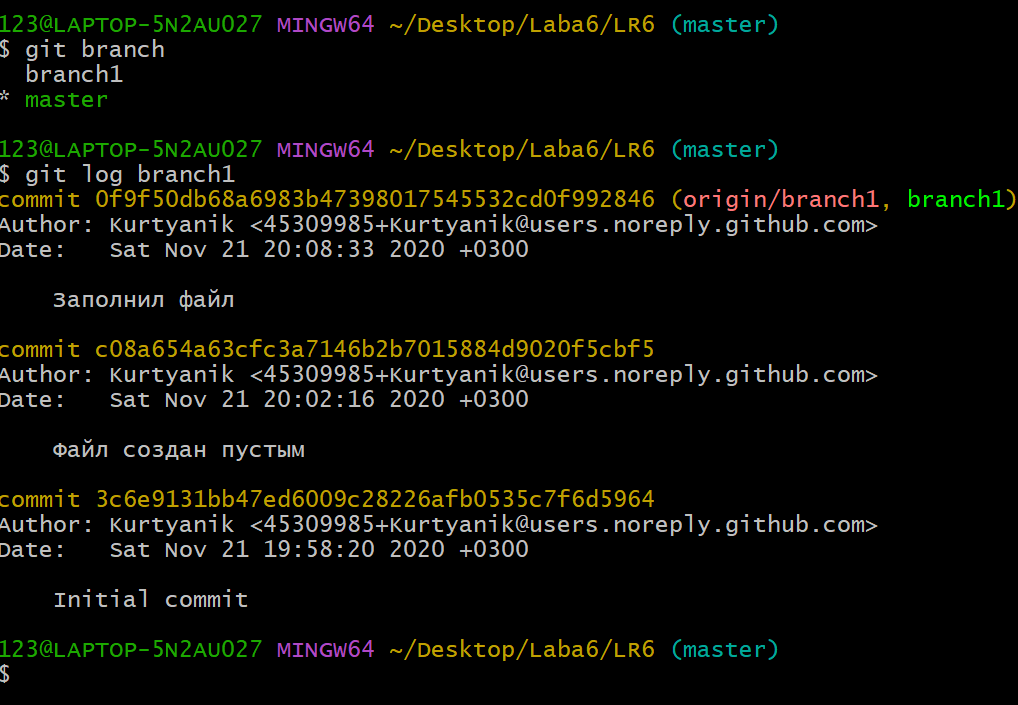 123@LAPTOP-5N2AU027 MINGW64 ~/Desktop/Laba6/LR6 (master)
$ git branch
  branch1
* master

123@LAPTOP-5N2AU027 MINGW64 ~/Desktop/Laba6/LR6 (master)
$ git log branch1
commit 0f9f50db68a6983b47398017545532cd0f992846 (origin/branch1, branch1)
Author: Kurtyanik <45309985+Kurtyanik@users.noreply.github.com>
Date:   Sat Nov 21 20:08:33 2020 +0300

    Заполнил файл

commit c08a654a63cfc3a7146b2b7015884d9020f5cbf5
Author: Kurtyanik <45309985+Kurtyanik@users.noreply.github.com>
Date:   Sat Nov 21 20:02:16 2020 +0300

    Файл создан пустым

commit 3c6e9131bb47ed6009c28226afb0535c7f6d5964
Author: Kurtyanik <45309985+Kurtyanik@users.noreply.github.com>
Date:   Sat Nov 21 19:58:20 2020 +0300

    Initial commit

123@LAPTOP-5N2AU027 MINGW64 ~/Desktop/Laba6/LR6 (master)
$